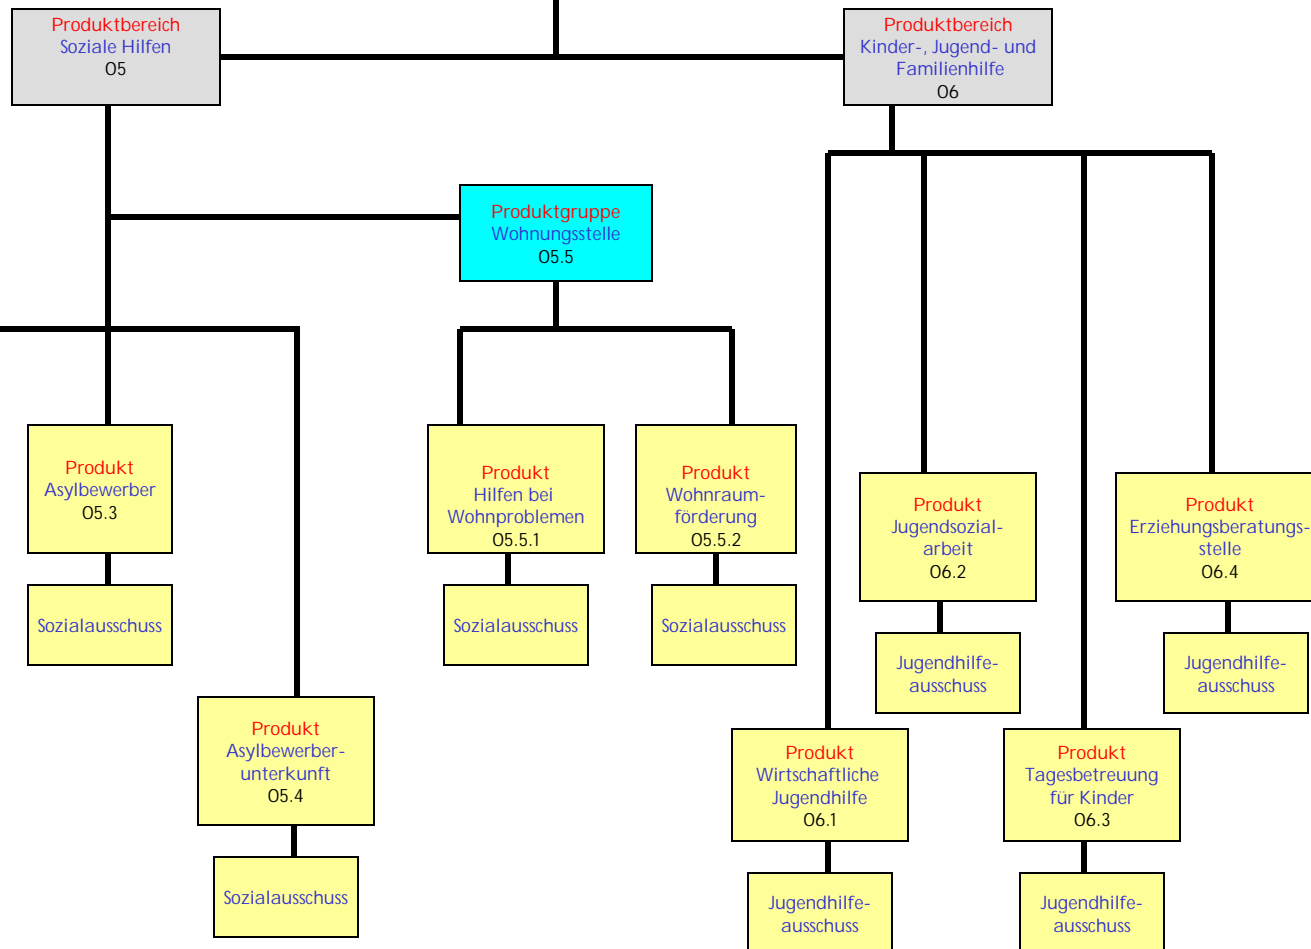 Produktbereich
Soziale Hilfen
05
Produktbereich
Kinder-, Jugend- und
Familienhilfe
06
Produktgruppe
Wohnungsstelle
05.5
Produkt
Asylbewerber
05.3
Sozialausschuss
Produkt
Hilfen bei
Wohnproblemen
05.5.1
Sozialausschuss
Produkt
Wohnraum-
förderung
05.5.2
Sozialausschuss
Produkt
Jugendsozial-
arbeit
06.2
Jugendhilfe-
ausschuss
Produkt
Erziehungsberatungs-
stelle
06.4
Jugendhilfe-
ausschuss
Produkt
Asylbewerber-
unterkunft
05.4
Sozialausschuss
Produkt
Wirtschaftliche
Jugendhilfe
06.1
Jugendhilfe-
ausschuss
Produkt
Tagesbetreuung
für Kinder
06.3
Jugendhilfe-
ausschuss